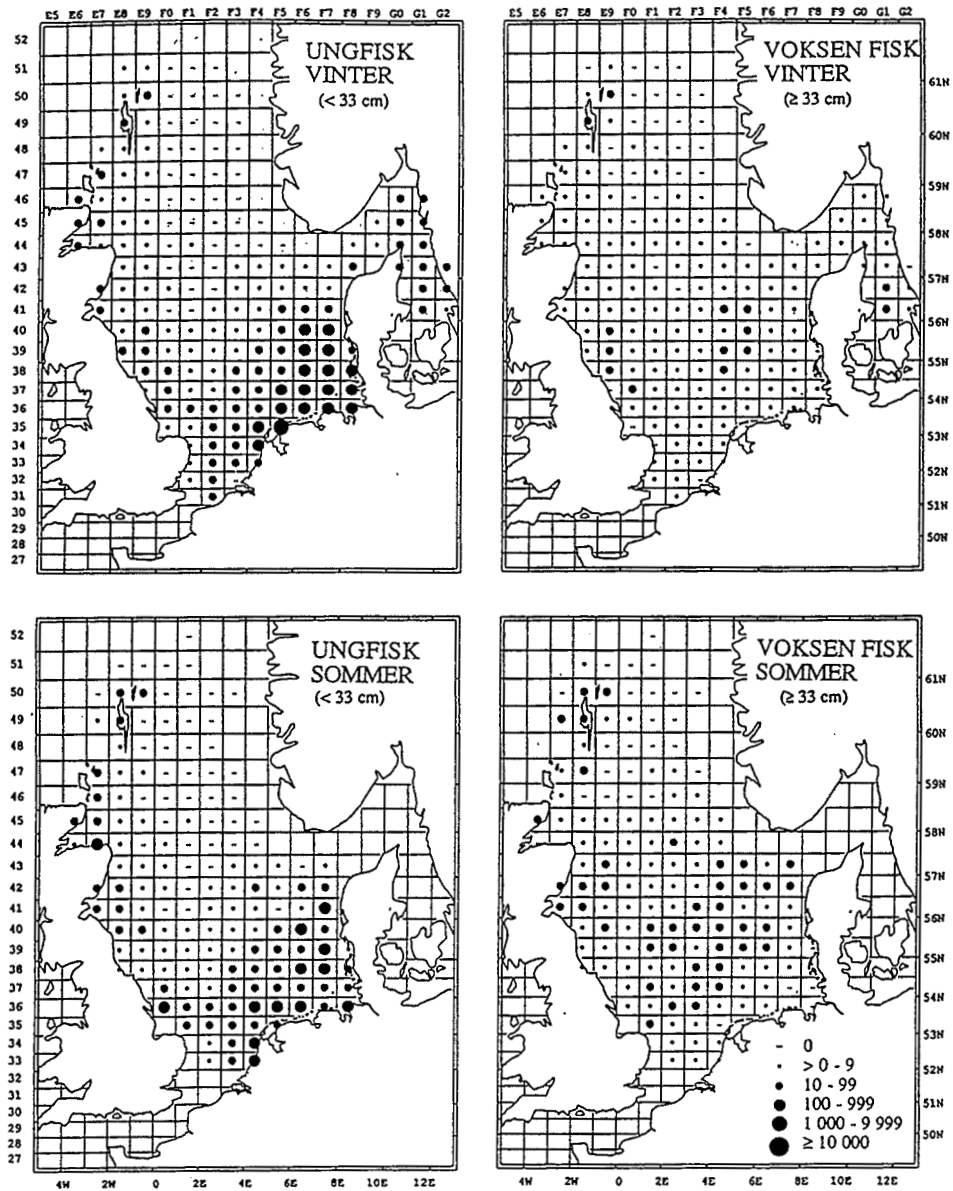 E5 E6 E7 E8 E9 F0 F1 F2 F3 F4 F5 F6 F7 F8 F9 G0 G1 G2
52
51
50
49
48
47
46
45
44
43
42
41
40
39
38
37
36
35
34
33
32
31
30
29
28
27
UNGFISK
VINTER
(< 33 cm)
E5 E6 E7 E8 E9 F0 F1 F2 F3 F4 F5 F6 F7 F8 F9 G0 G1 G2
VOKSEN FISK
VINTER
(≥ 33 cm)
61N
60N
59N
58N
57N
56N
55N
54N
53N
52N
51N
50N
52
51
50
49
48
47
46
45
44
43
42
41
40
39
38
37
36
35
34
33
32
31
30
29
28
27
UNGFISK
SOMMER
(< 33 cm)
4W 2W 0 2E 4E 6E 8E 10E 12E
VOKSEN FISK
SOMMER
(≥ 33 cm)
61N
60N
59N
58N
57N
56N
55N
54N
53N
52N
51N
50N
- 0
> 0 - 9
10 - 99
100 - 999
1 000 - 9 999
≥ 10 000
4W 2W 0 2E 4E 6E 8E 10E 12E